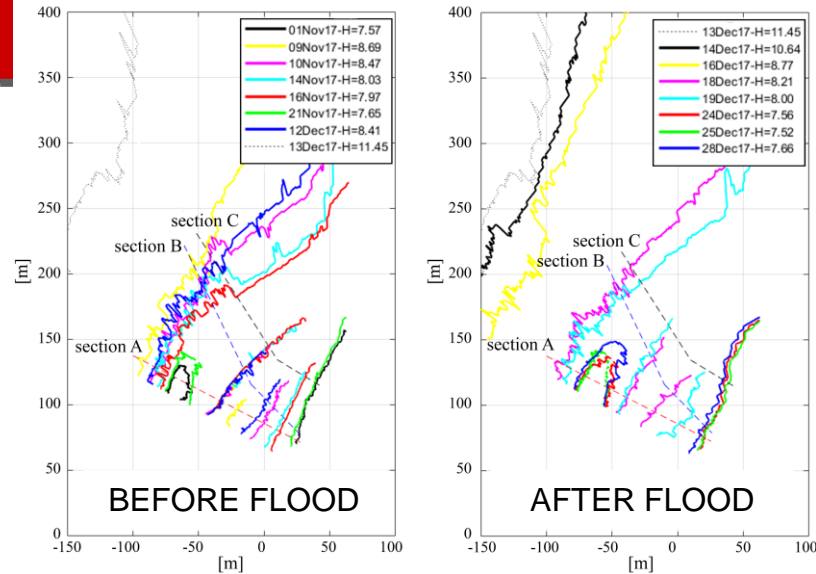 400
350
300
250
200
150
100
50
0
[m]
-150
-100
-50
0
50
100
[m]
01Nov17-H=7.57
09Nov17-H=8.69
10Nov17-H=8.47
14Nov17-H=8.03
16Nov17-H=7.97
21Nov17-H=7.65
12Dec17-H=8.41
13Dec17-H=11.45
section C
section B
section A
BEFORE FLOOD
400
350
300
250
200
150
100
50
0
[m]
-150
-100
-50
0
50
100
[m]
13Dec17-H=11.45
14Dec17-H=10.64
16Dec17-H=8.77
18Dec17-H=8.21
19Dec17-H=8.00
24Dec17-H=7.56
25Dec17-H=7.52
28Dec17-H=7.66
section C
section B
section A
AFTER FLOOD